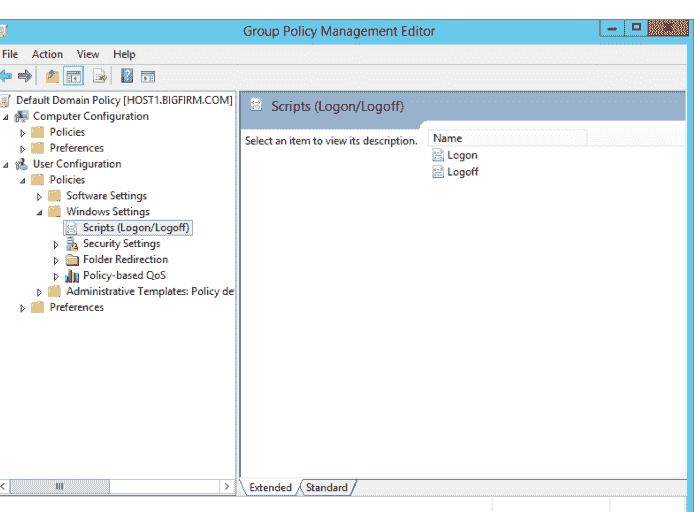 Group Policy Management Editor
File Action View Help
Default Domain Policy [HOST1.BIGFIRM.COM]
Computer Configuration
Policies
Preferences
User Configuration
Policies
Software Settings
Windows Settings
Scripts (Logon/Logoff)
Security Settings
Folder Redirection
Policy-based QoS
Administrative Templates: Policy de
Preferences
Scripts (Logon/Logoff)
Select an item to view its description.
Name
Logon
Logoff
Extended Standard